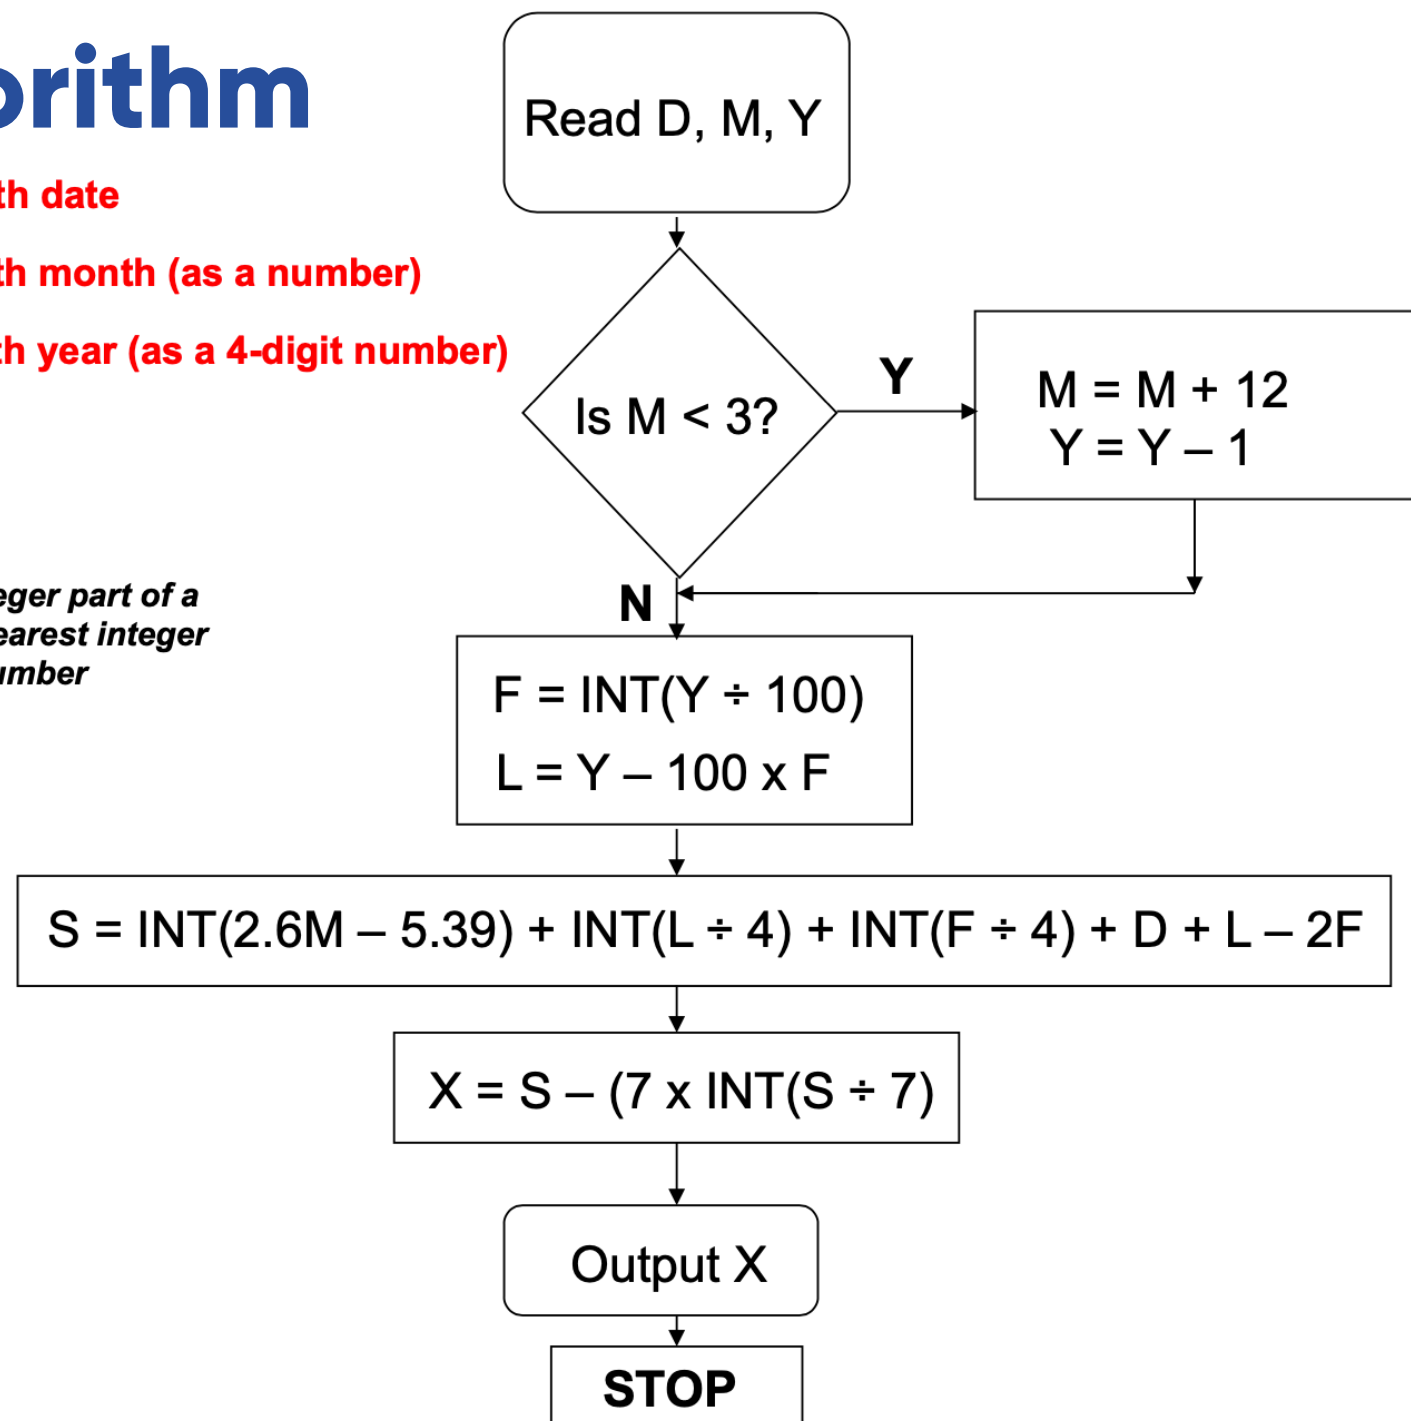 orithm
th date
th month (as a number)
th year (as a 4-digit number)
eger part of a
earest integer
umber
Read D, M, Y
Is M < 3?
Y
M = M + 12
Y = Y – 1
N
F = INT(Y ÷ 100)
L = Y – 100 x F
S = INT(2.6M – 5.39) + INT(L ÷ 4) + INT(F ÷ 4) + D + L – 2F
X = S – (7 x INT(S ÷ 7)
Output X
STOP